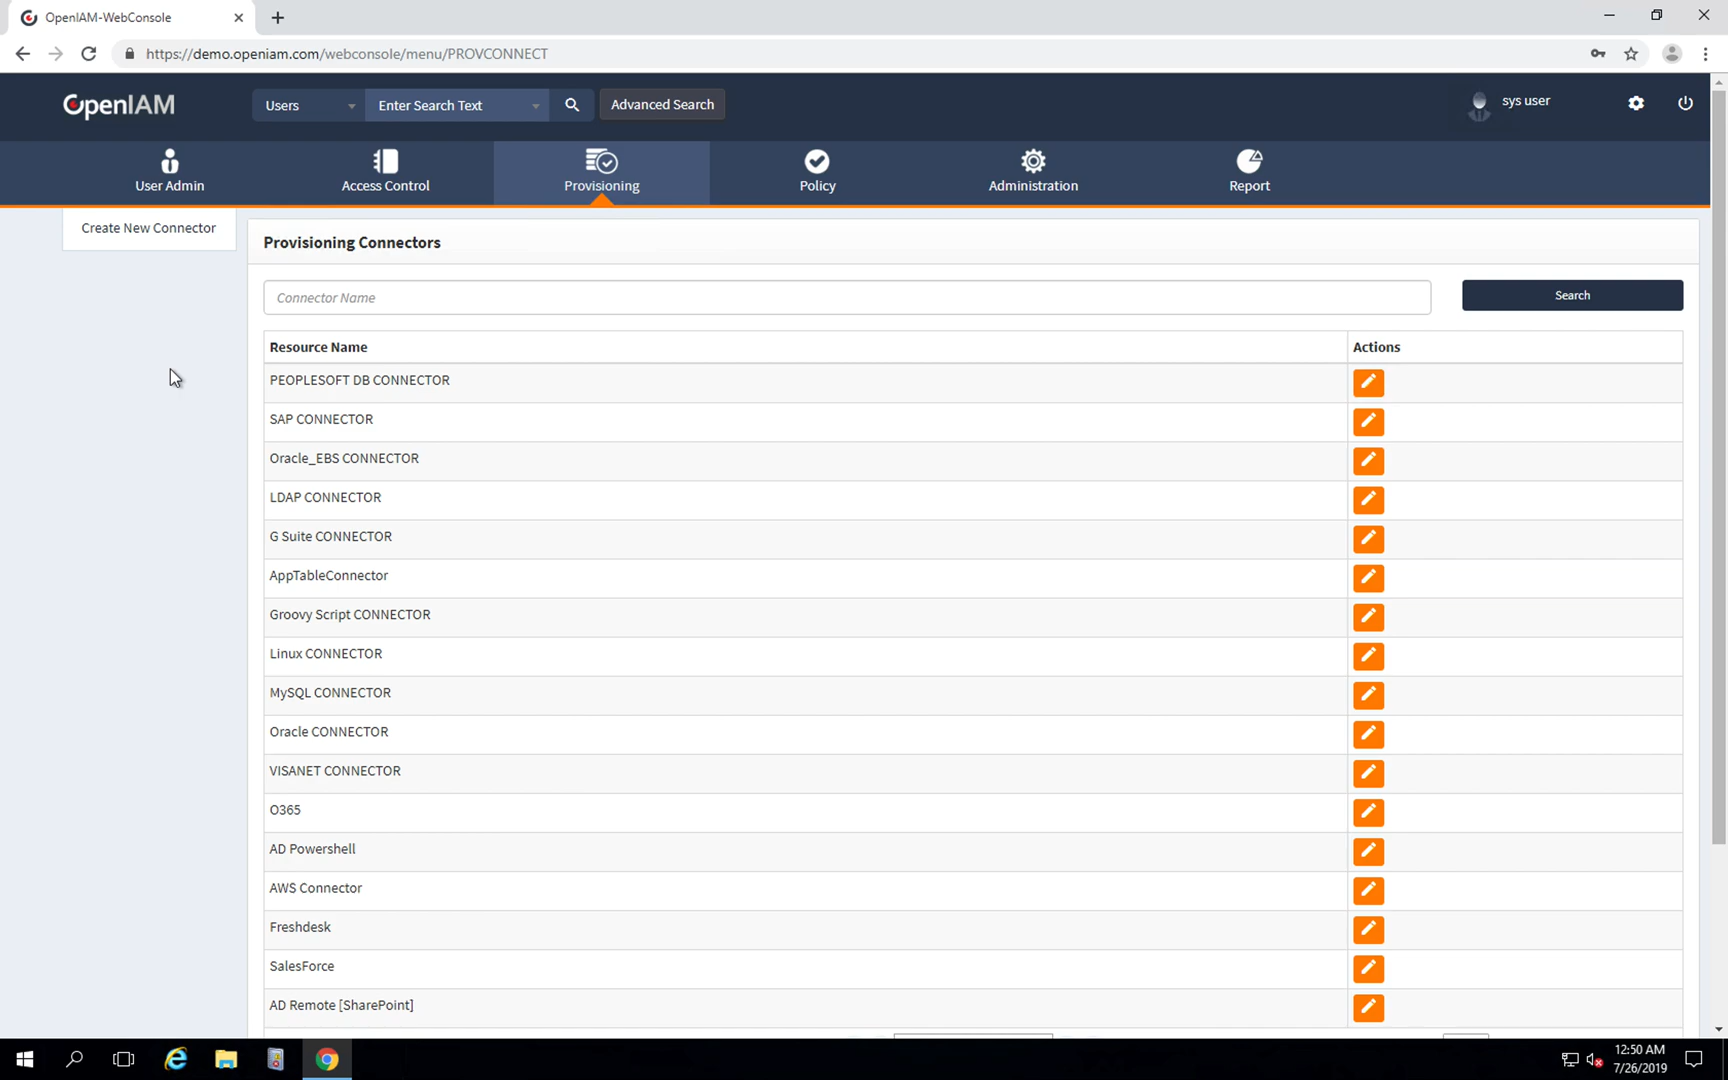 OpenIAM-WebConsole
https://demo.openiam.com/webconsole/menu/PROVCONNECT
OpenIAM
Users
Enter Search Text
Advanced Search
sys user
User Admin
Access Control
Provisioning
Policy
Administration
Report
Create New Connector
Provisioning Connectors
Connector Name
Search
Resource Name
Actions
PEOPLESOFT DB CONNECTOR
SAP CONNECTOR
Oracle_EBS CONNECTOR
LDAP CONNECTOR
G Suite CONNECTOR
AppTableConnector
Groovy Script CONNECTOR
Linux CONNECTOR
MySQL CONNECTOR
Oracle CONNECTOR
VISANET CONNECTOR
O365
AD Powershell
AWS Connector
Freshdesk
SalesForce
AD Remote [SharePoint]
12:50 AM
7/26/2019